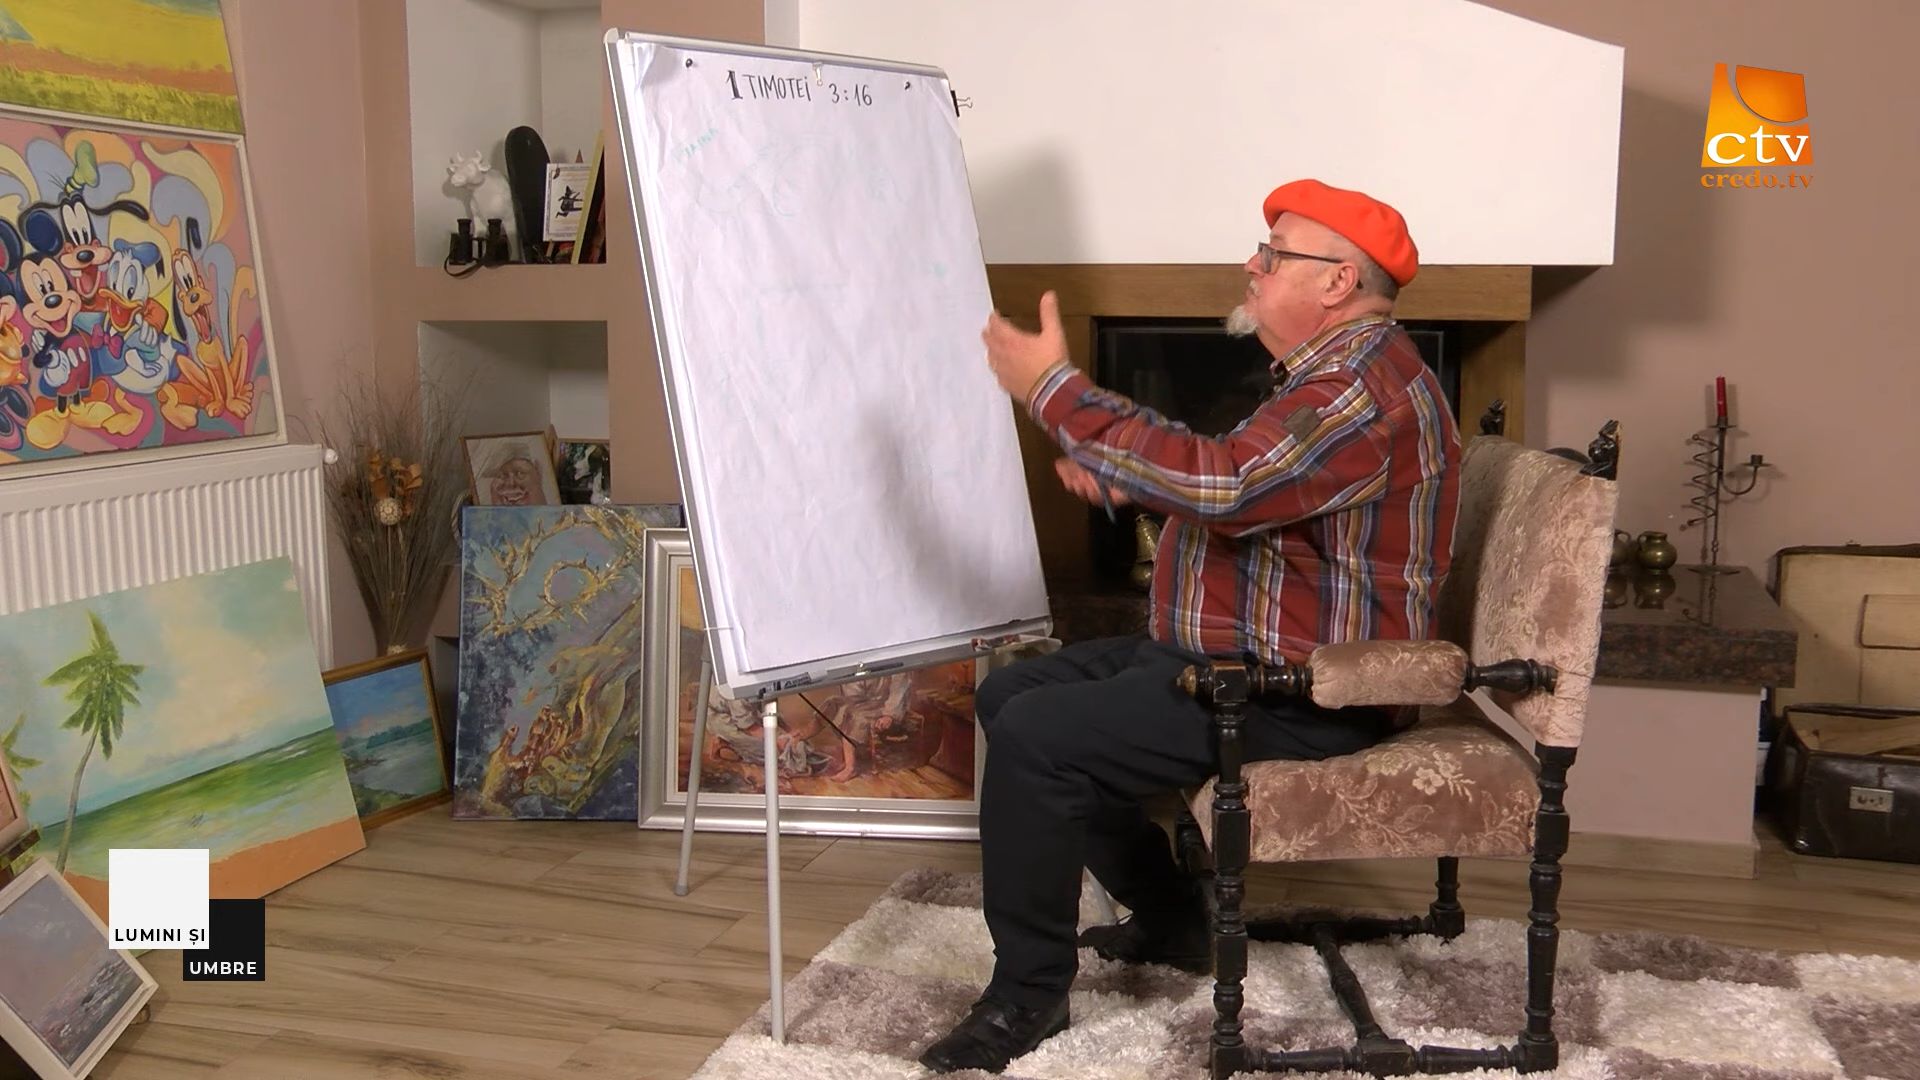 1 TIMOTEI 3:16
ctv
credo.tv
LUMINI ȘI
UMBRE